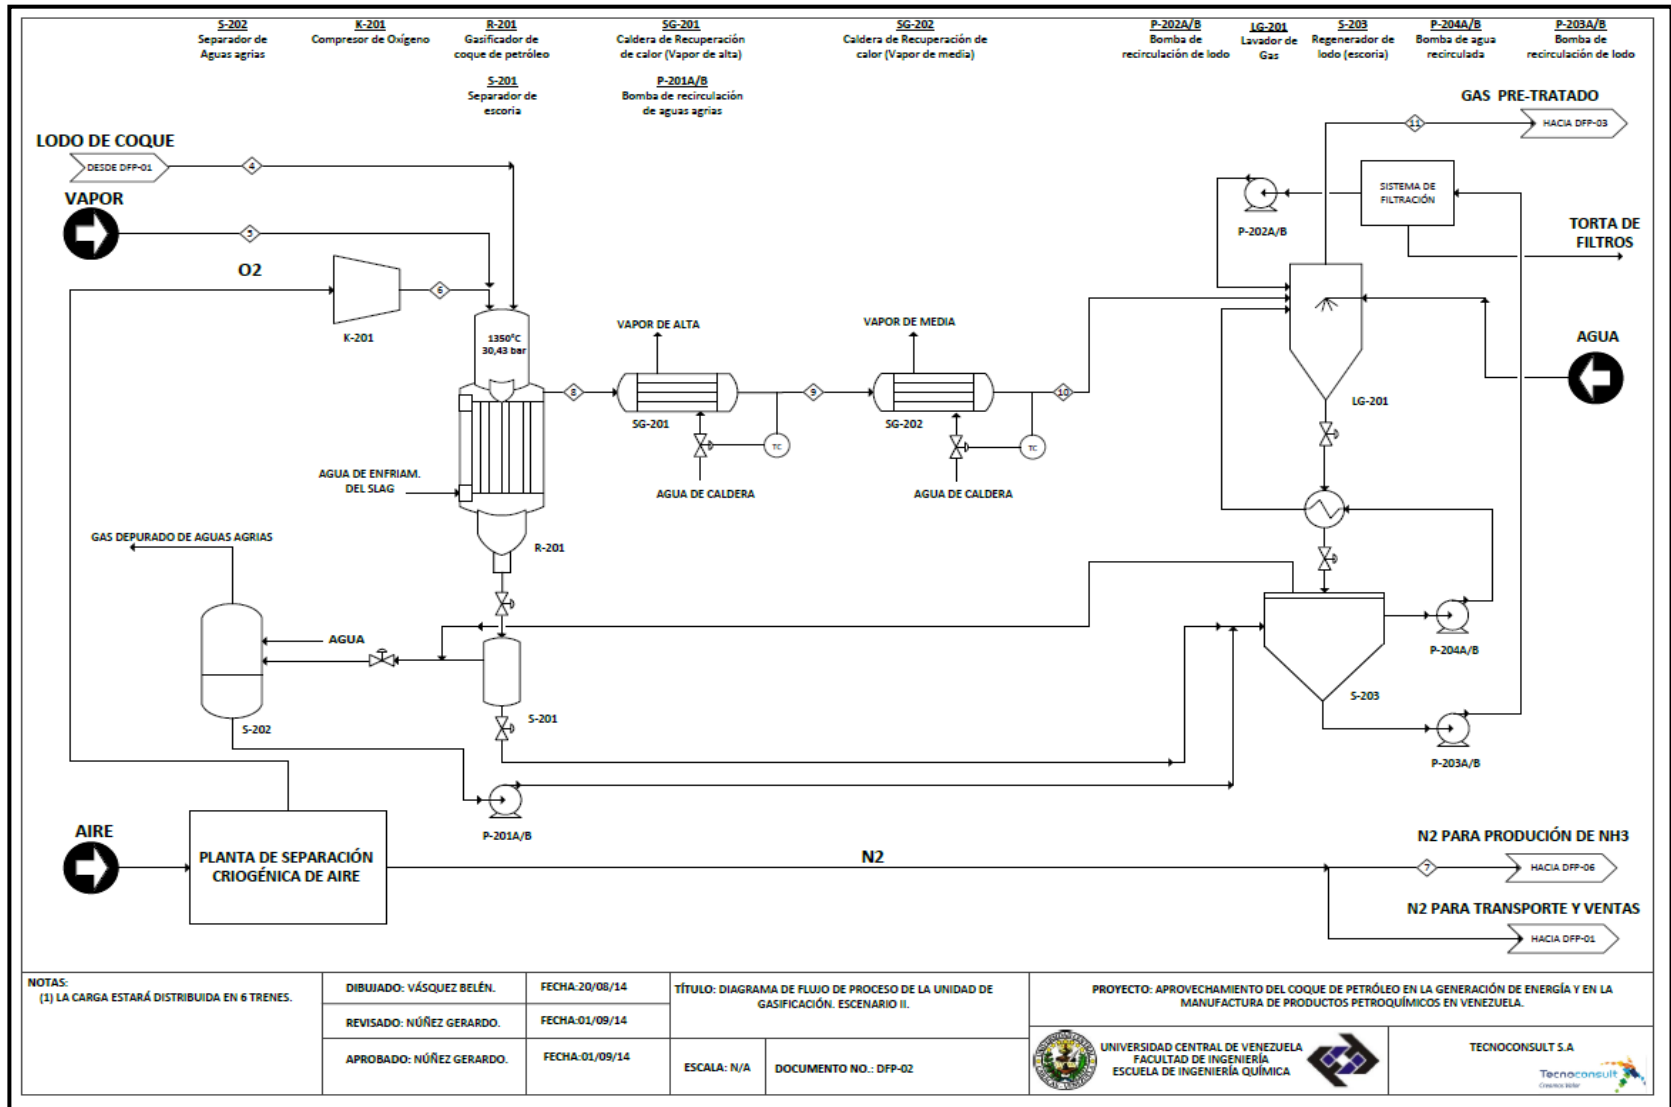 S-202
Separador de
Aguas agrias
K-201
Compresor de Oxígeno
R-201
Gasificador de
coque de petróleo
S-201
Separador de
escoria
SG-201
Caldera de Recuperación
de calor (Vapor de alta)
P-201A/B
Bomba de recirculación
de aguas agrias
SG-202
Caldera de Recuperación de
calor (Vapor de media)
P-202A/B
Bomba de
recirculación de lodo
LG-201
Lavador de
Gas
S-203
Regenerador de
lodo (escoria)
P-204A/B
Bomba de agua
recirculada
P-203A/B
Bomba de
recirculación de lodo
GAS PRE-TRATADO
11
HACIA DFP-03
LODO DE COQUE
DESDE DFP-01
4
VAPOR
5
SISTEMA DE
FILTRACIÓN
P-202A/B
TORTA DE
FILTROS
O2
6
K-201
1350°C
30,43 bar
VAPOR DE ALTA
VAPOR DE MEDIA
AGUA
8
SG-201
9
SG-202
10
LG-201
TC
TC
AGUA DE ENFRIAM.
DEL SLAG
AGUA DE CALDERA
AGUA DE CALDERA
GAS DEPURADO DE AGUAS AGRIAS
R-201
AGUA
P-204A/B
S-203
S-201
S-202
P-203A/B
P-201A/B
AIRE
PLANTA DE SEPARACIÓN
CRIOGÉNICA DE AIRE
N2
N2 PARA PRODUCIÓN DE NH3
7
HACIA DFP-06
N2 PARA TRANSPORTE Y VENTAS
HACIA DFP-01
NOTAS:
(1) LA CARGA ESTARÁ DISTRIBUIDA EN 6 TRENES.
DIBUJADO: VÁSQUEZ BELÉN.
FECHA:20/08/14
REVISADO: NÚÑEZ GERARDO.
FECHA:01/09/14
APROBADO: NÚÑEZ GERARDO.
FECHA:01/09/14
TÍTULO: DIAGRAMA DE FLUJO DE PROCESO DE LA UNIDAD DE
GASIFICACIÓN. ESCENARIO II.
ESCALA: N/A
DOCUMENTO NO.: DFP-02
PROYECTO: APROVECHAMIENTO DEL COQUE DE PETRÓLEO EN LA GENERACIÓN DE ENERGÍA Y EN LA
MANUFACTURA DE PRODUCTOS PETROQUÍMICOS EN VENEZUELA.
UNIVERSIDAD CENTRAL DE VENEZUELA
FACULTAD DE INGENIERÍA
ESCUELA DE INGENIERÍA QUÍMICA
TECNOCONSULT S.A
Tecnoconsult